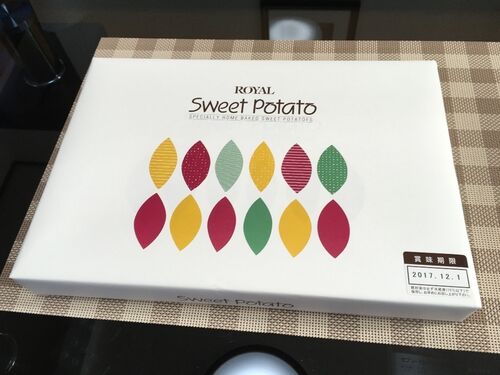 ROYAL
Sweet Potato
SPECIALLY HOME BAKED SWEET POTATOES
賞味期限
2017.12.1
Sweet Potato